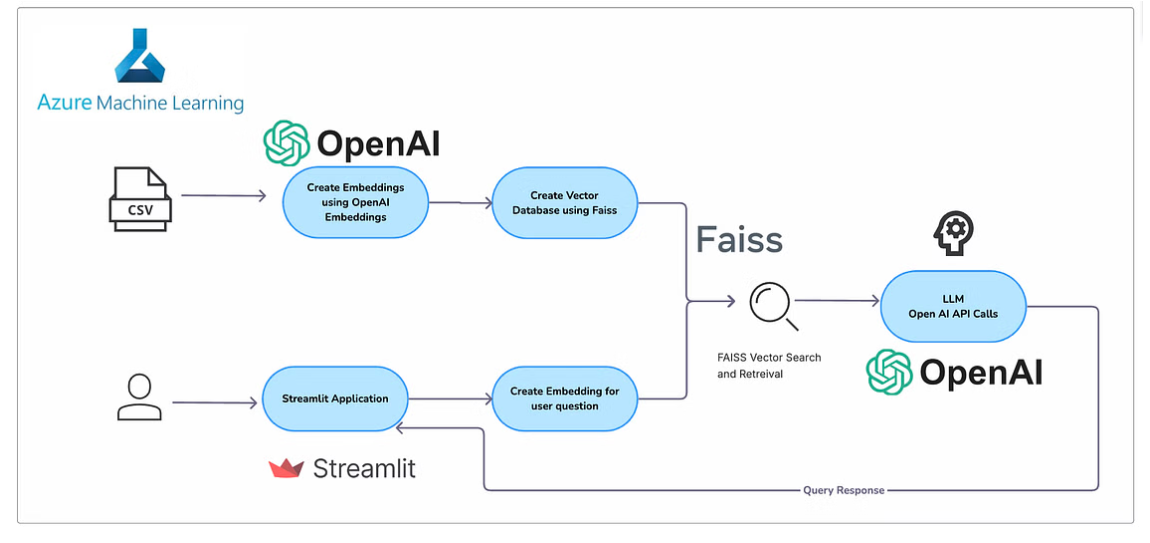 Azure Machine Learning
OpenAI
CSV
Create Embeddings
using OpenAI
Embeddings
Create Vector
Database using Faiss
Faiss
LLM
Open AI API Calls
FAISS Vector Search
and Retreival
OpenAI
Streamlit Application
Create Embedding for
user question
Streamlit
Query Response